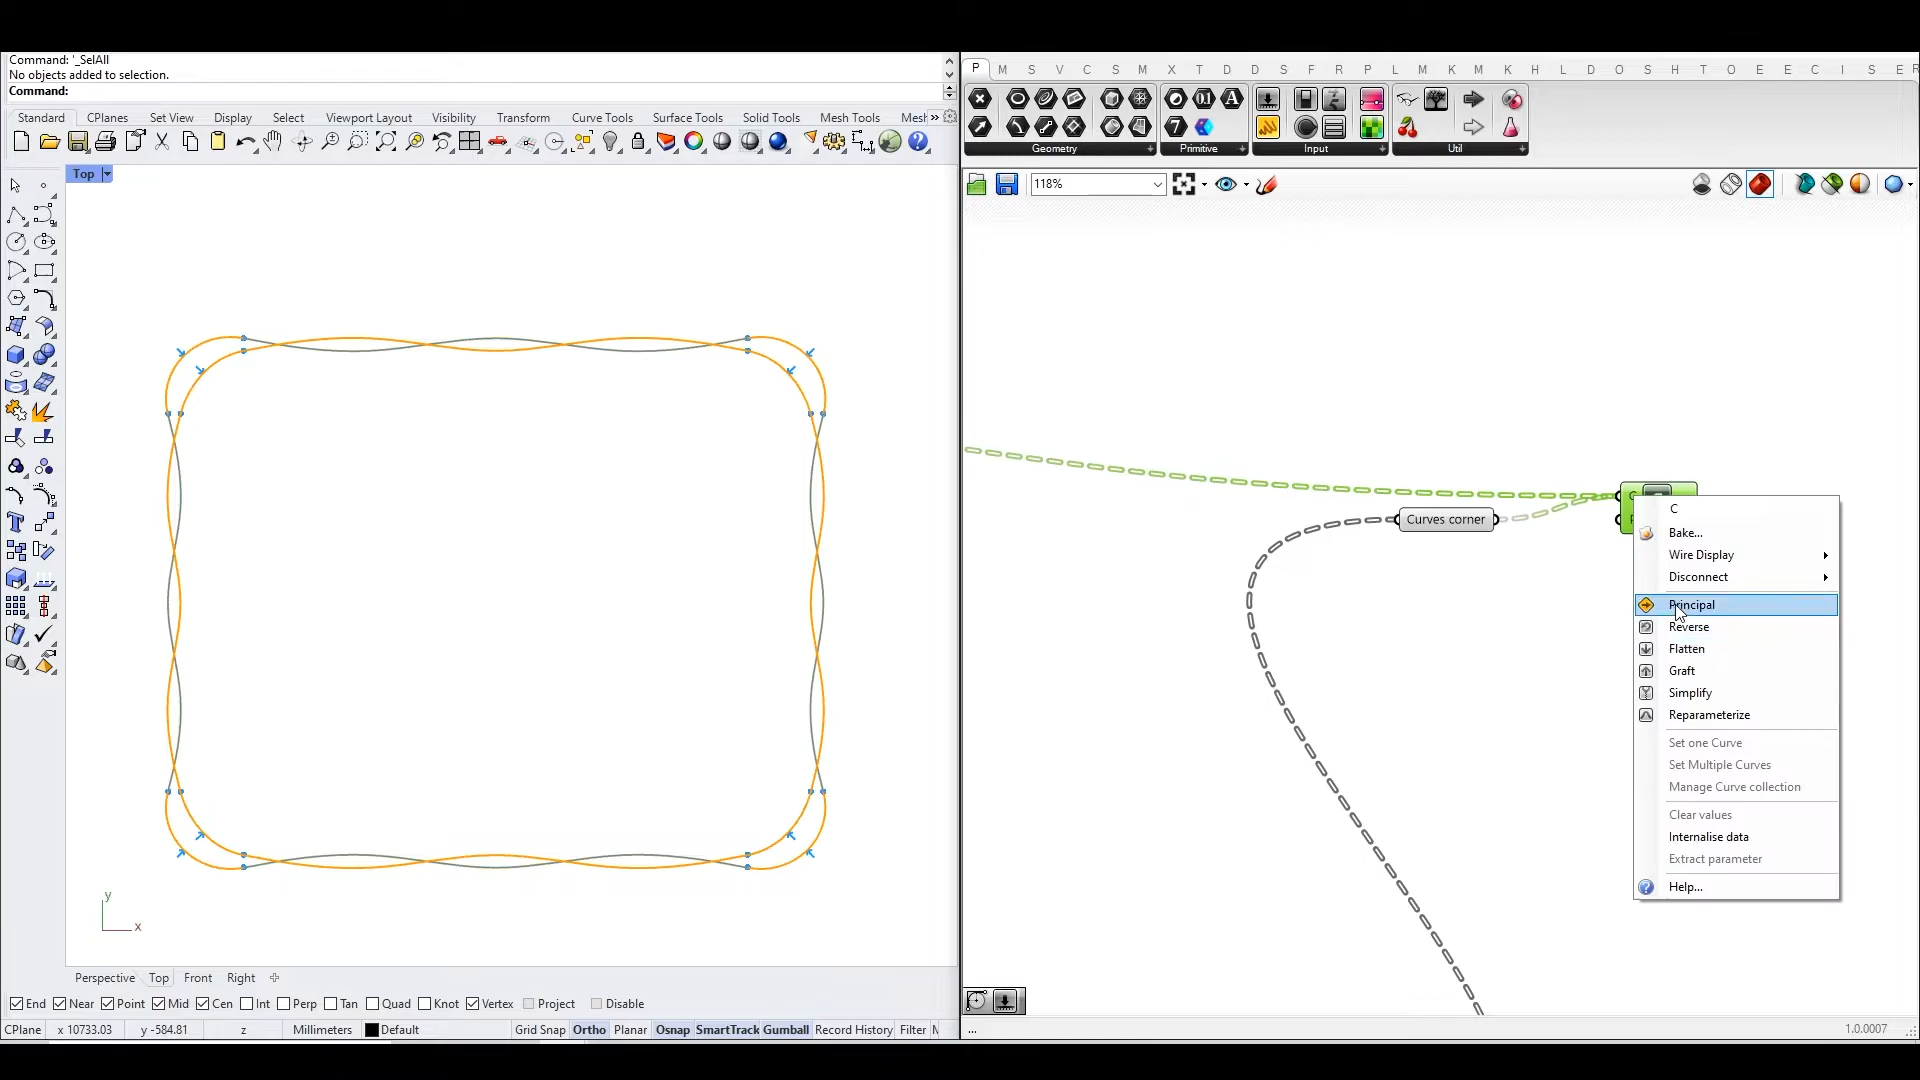 Command: '_SelAll
No objects added to selection.
Command:
Standard CPlanes Set View Display Select Viewport Layout Visibility Transform Curve Tools Surface Tools Solid Tools Mesh Tools Mesh »
Top
y
x
Perspective Top Front Right
End Near Point Mid Cen Int Perp Tan Quad Knot Vertex Project Disable
CPlane x 10733.03 y -584.81 z Millimeters Default Grid Snap Ortho Planar Osnap SmartTrack Gumball Record History Filter M
P M S V C S M X T D D S F R P L M K M K H L D O S H T O E E C I S E R
Geometry Primitive Input Util
118%
Curves corner
C
Bake...
Wire Display
Disconnect
Principal
Reverse
Flatten
Graft
Simplify
Reparameterize
Set one Curve
Set Multiple Curves
Manage Curve collection
Clear values
Internalise data
Extract parameter
Help...
... 1.0.0007